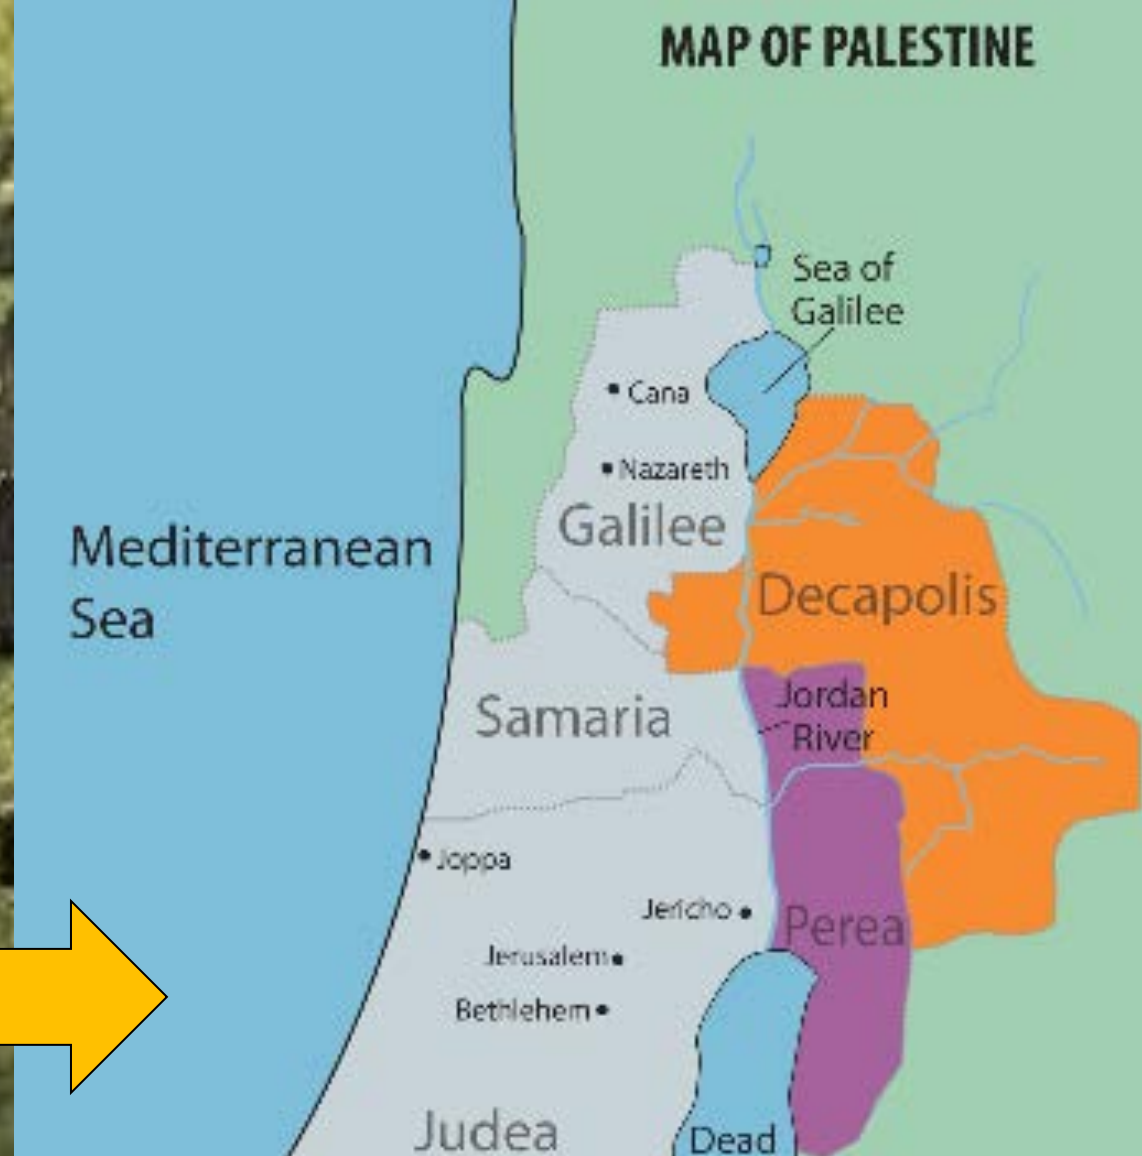 MAP OF PALESTINE
Sea of
Galilee
Cana
Nazareth
Galilee
Mediterranean
Sea
Decapolis
Jordan
River
Samaria
Joppa
Jericho
Perea
Jerusalem
Bethlehem
Judea
Dead